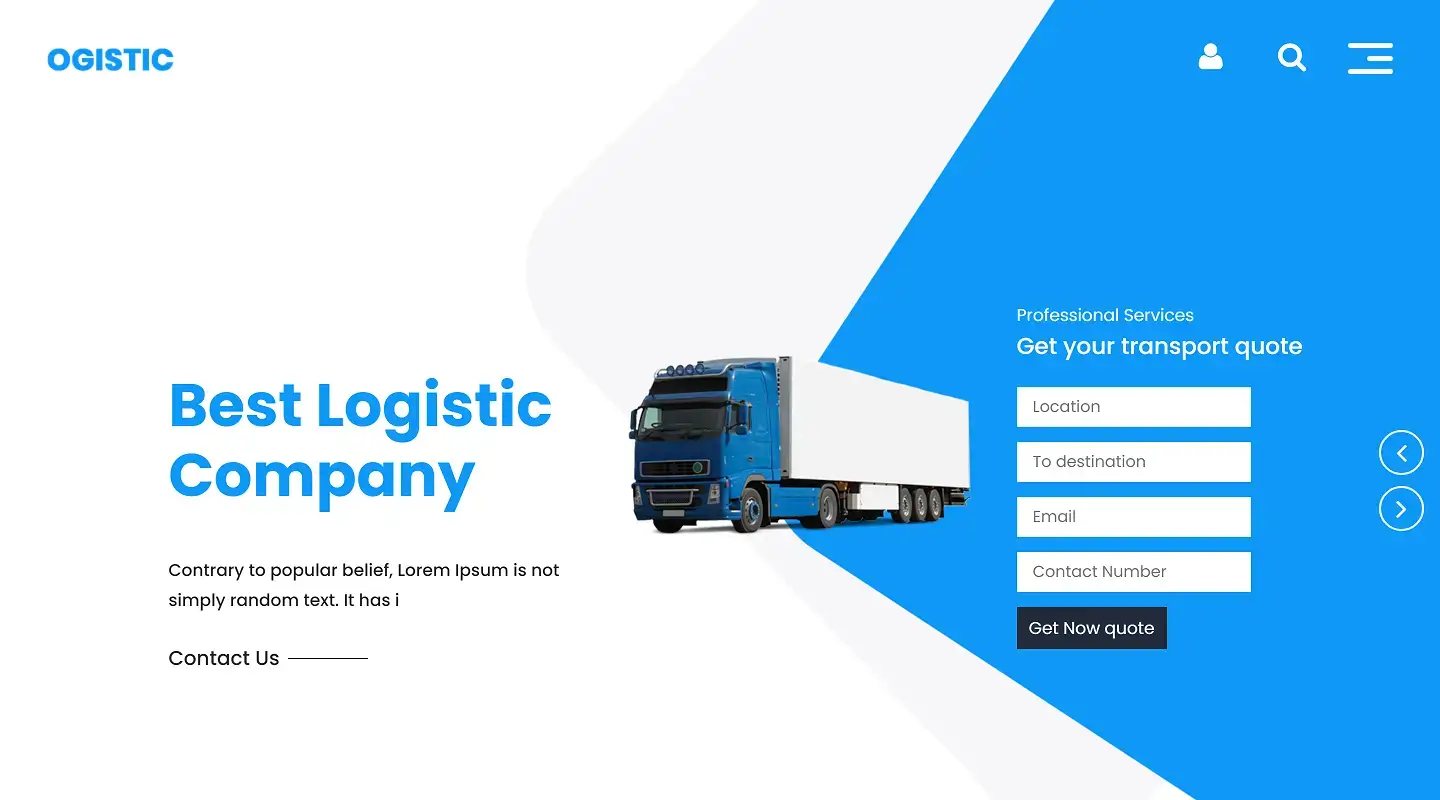 OGISTIC
Best Logistic
Company
Contrary to popular belief, Lorem Ipsum is not
simply random text. It has i
Contact Us
Professional Services
Get your transport quote
Location
To destination
Email
Contact Number
Get Now quote